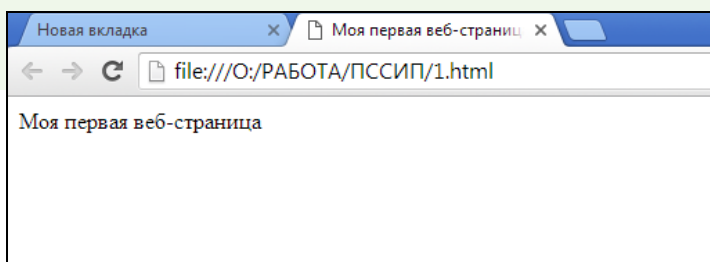 Новая вкладка
Моя первая веб-страниц
file:///O:/РАБОТА/ПССИП/1.html
Моя первая веб-страница